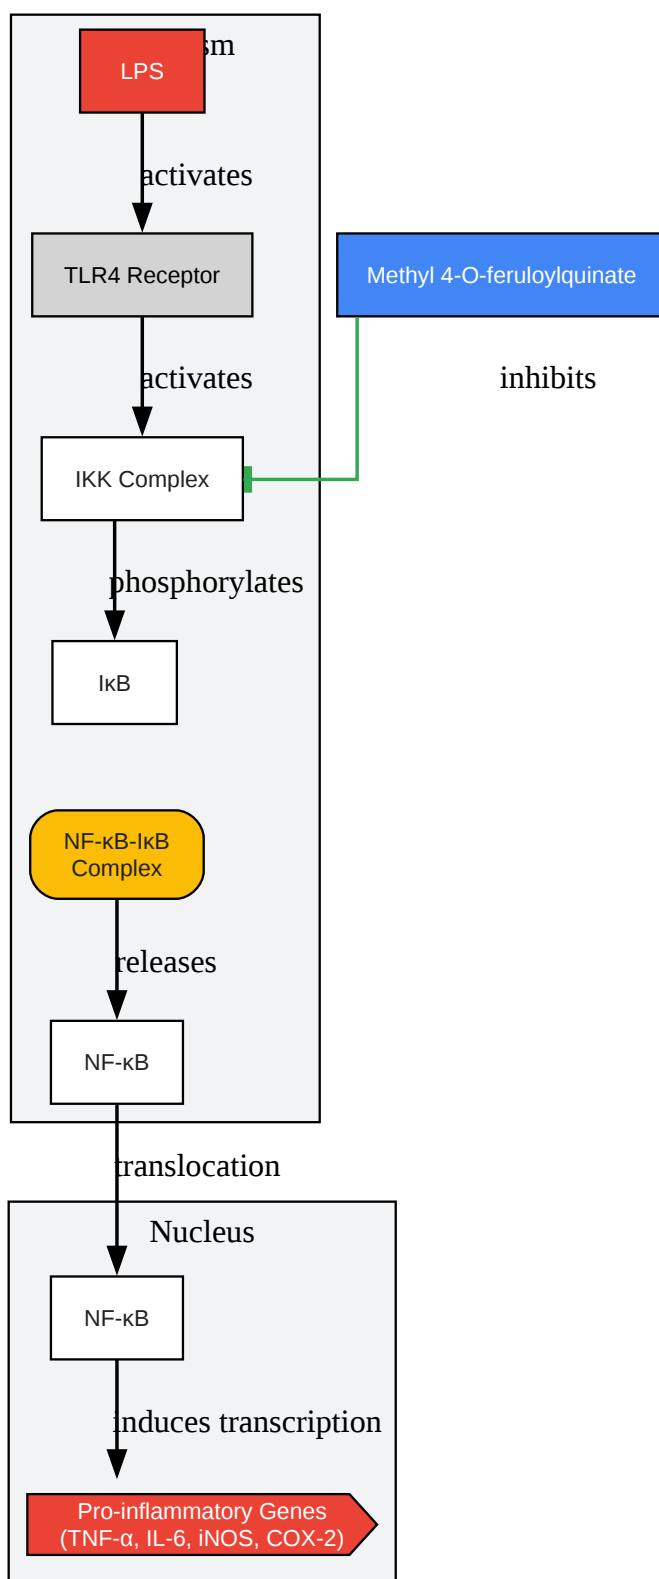 LPS
activates
TLR4 Receptor
Methyl 4-O-feruloylquinate
activates
inhibits
IKK Complex
phosphorylates
IκB
NF-κB-IκB
Complex
releases
NF-κB
translocation
Nucleus
NF-κB
induces transcription
Pro-inflammatory Genes
(TNF-α, IL-6, iNOS, COX-2)